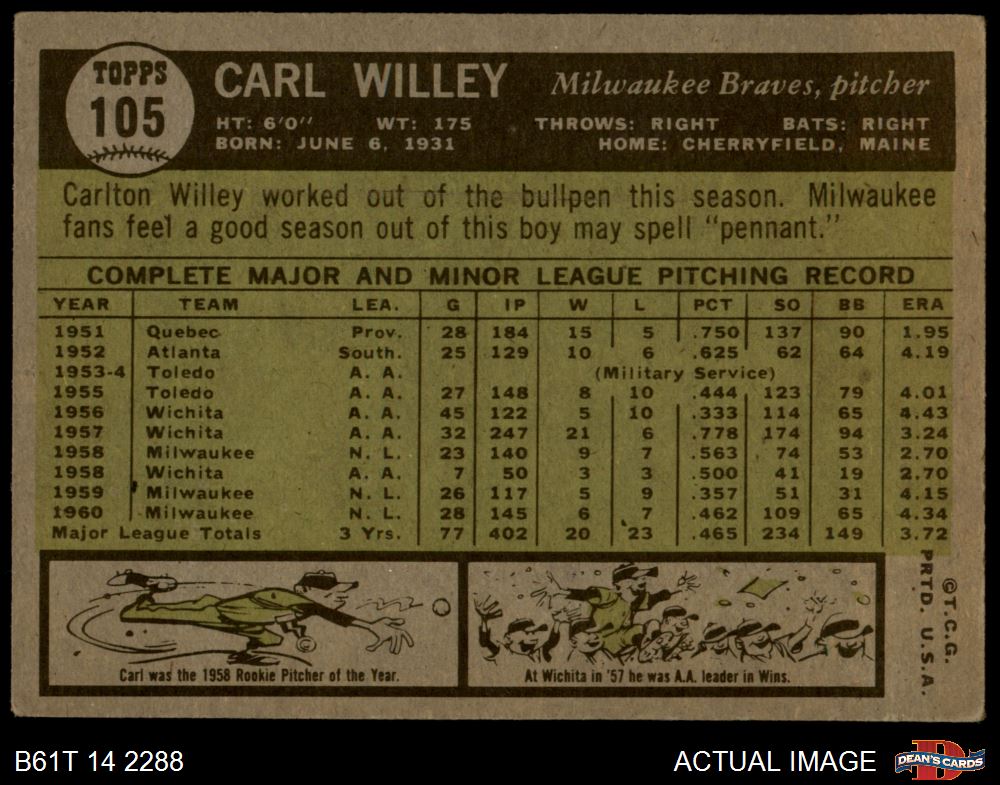 TOPPS
105
CARL WILLEY
Milwaukee Braves, pitcher
HT: 6'0" WT: 175 THROWS: RIGHT BATS: RIGHT
BORN: JUNE 6, 1931 HOME: CHERRYFIELD, MAINE
Carlton Willey worked out of the bullpen this season. Milwaukee
fans feel a good season out of this boy may spell "pennant."
COMPLETE MAJOR AND MINOR LEAGUE PITCHING RECORD
YEAR TEAM LEA. G IP W L PCT SO BB ERA
1951 Quebec Prov. 28 184 15 5 .750 137 90 1.95
1952 Atlanta South. 25 129 10 6 .625 62 64 4.19
1953-4 Toledo A. A. (Military Service)
1955 Toledo A. A. 27 148 8 10 .444 123 79 4.01
1956 Wichita A. A. 45 122 5 10 .333 114 65 4.43
1957 Wichita A. A. 32 247 21 6 .778 174 94 3.24
1958 Milwaukee N. L. 23 140 9 7 .563 74 53 2.70
1958 Wichita A. A. 7 50 3 3 .500 41 19 2.70
1959 Milwaukee N. L. 26 117 5 9 .357 51 31 4.15
1960 Milwaukee N. L. 28 145 6 7 .462 109 65 4.34
Major League Totals 3 Yrs. 77 402 20 23 .465 234 149 3.72
Carl was the 1958 Rookie Pitcher of the Year.
At Wichita in '57 he was A.A. leader in Wins.
©T.C.G.
PRTD. U.S.A.
B61T 14 2288
ACTUAL IMAGE
D
DEAN'S CARDS